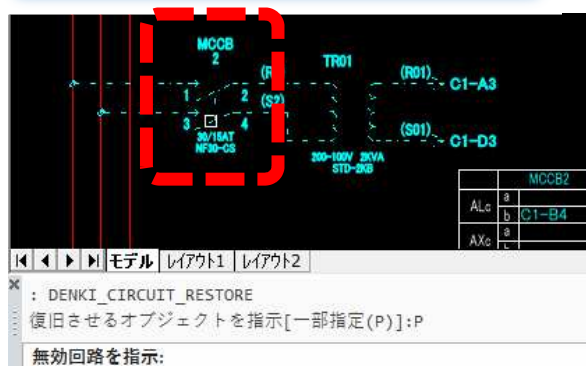 MCCB
2
TR01
(R01)
C1-A3
1
2
(S2)
3
4
(S01)
C1-D3
30/15AT
NF30-CS
200-100V 2KVA
STD-2KB
MCCB2
ALc
a
b
C1-B4
AXc
a
モデル
レイアウト1
レイアウト2
: DENKI_CIRCUIT_RESTORE
復旧させるオブジェクトを指示[一部指定(P)]:P
無効回路を指示: